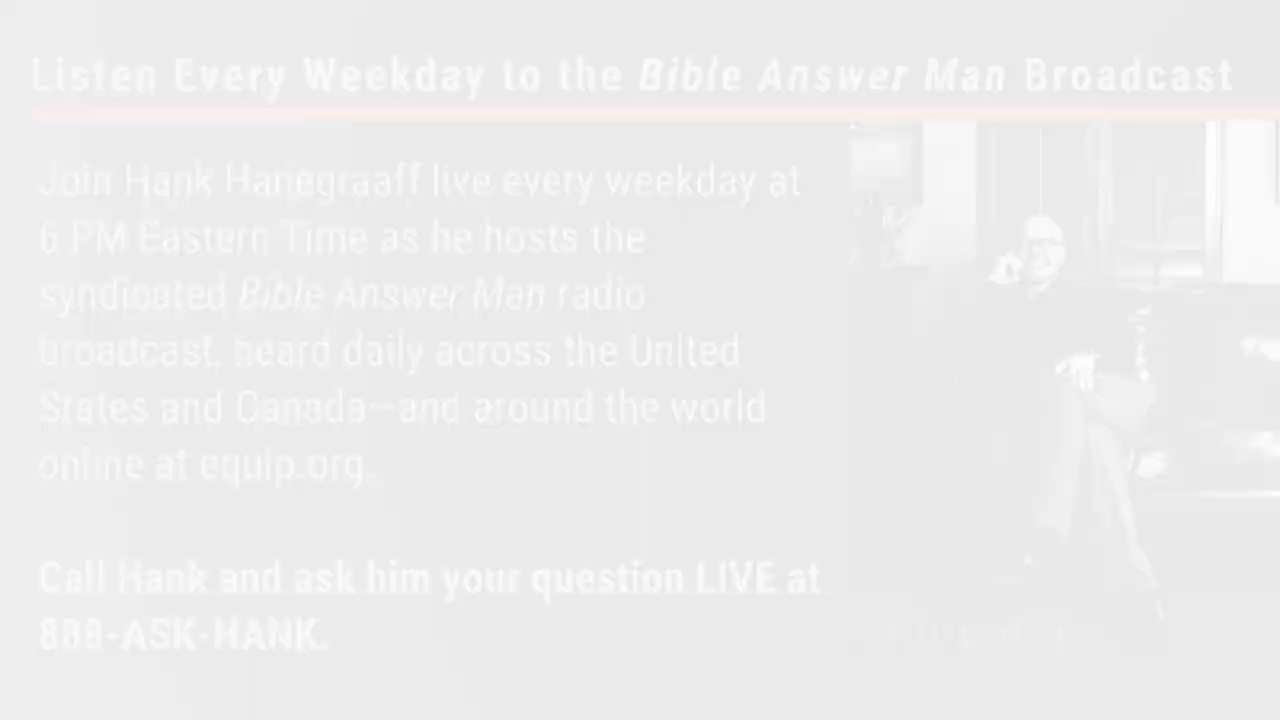 Listen Every Weekday to the Bible Answer Man Broadcast
Join Hank Hanegraaff live every weekday at
6 PM Eastern Time as he hosts the
syndicated Bible Answer Man radio
broadcast, heard daily across the United
States and Canada—and around the world
online at equip.org.
Call Hank and ask him your question LIVE at
888-ASK-HANK.